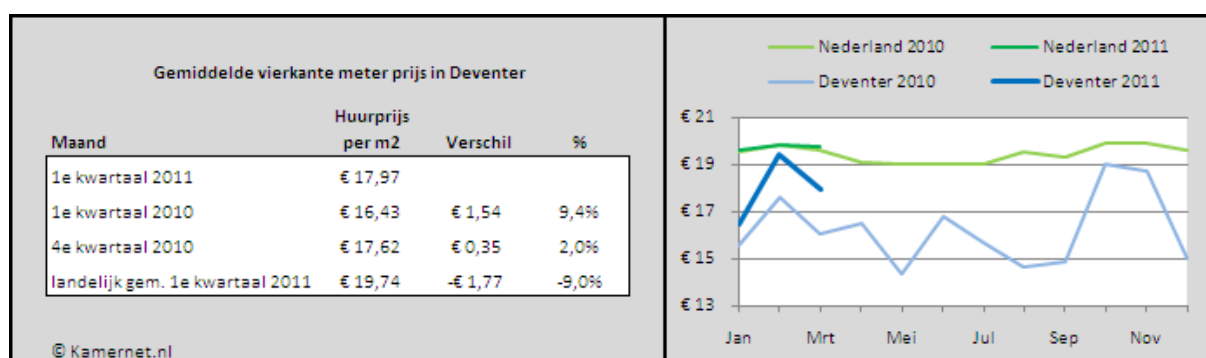 Gemiddelde vierkante meter prijs in Deventer
Huurprijs
Maand per m2 Verschil %
1e kwartaal 2011 € 17,97
1e kwartaal 2010 € 16,43 € 1,54 9,4%
4e kwartaal 2010 € 17,62 € 0,35 2,0%
landelijk gem. 1e kwartaal 2011 € 19,74 -€ 1,77 -9,0%
© Kamernet.nl
Nederland 2010 Nederland 2011
Deventer 2010 Deventer 2011
€ 21
€ 19
€ 17
€ 15
€ 13
Jan Mrt Mei Jul Sep Nov